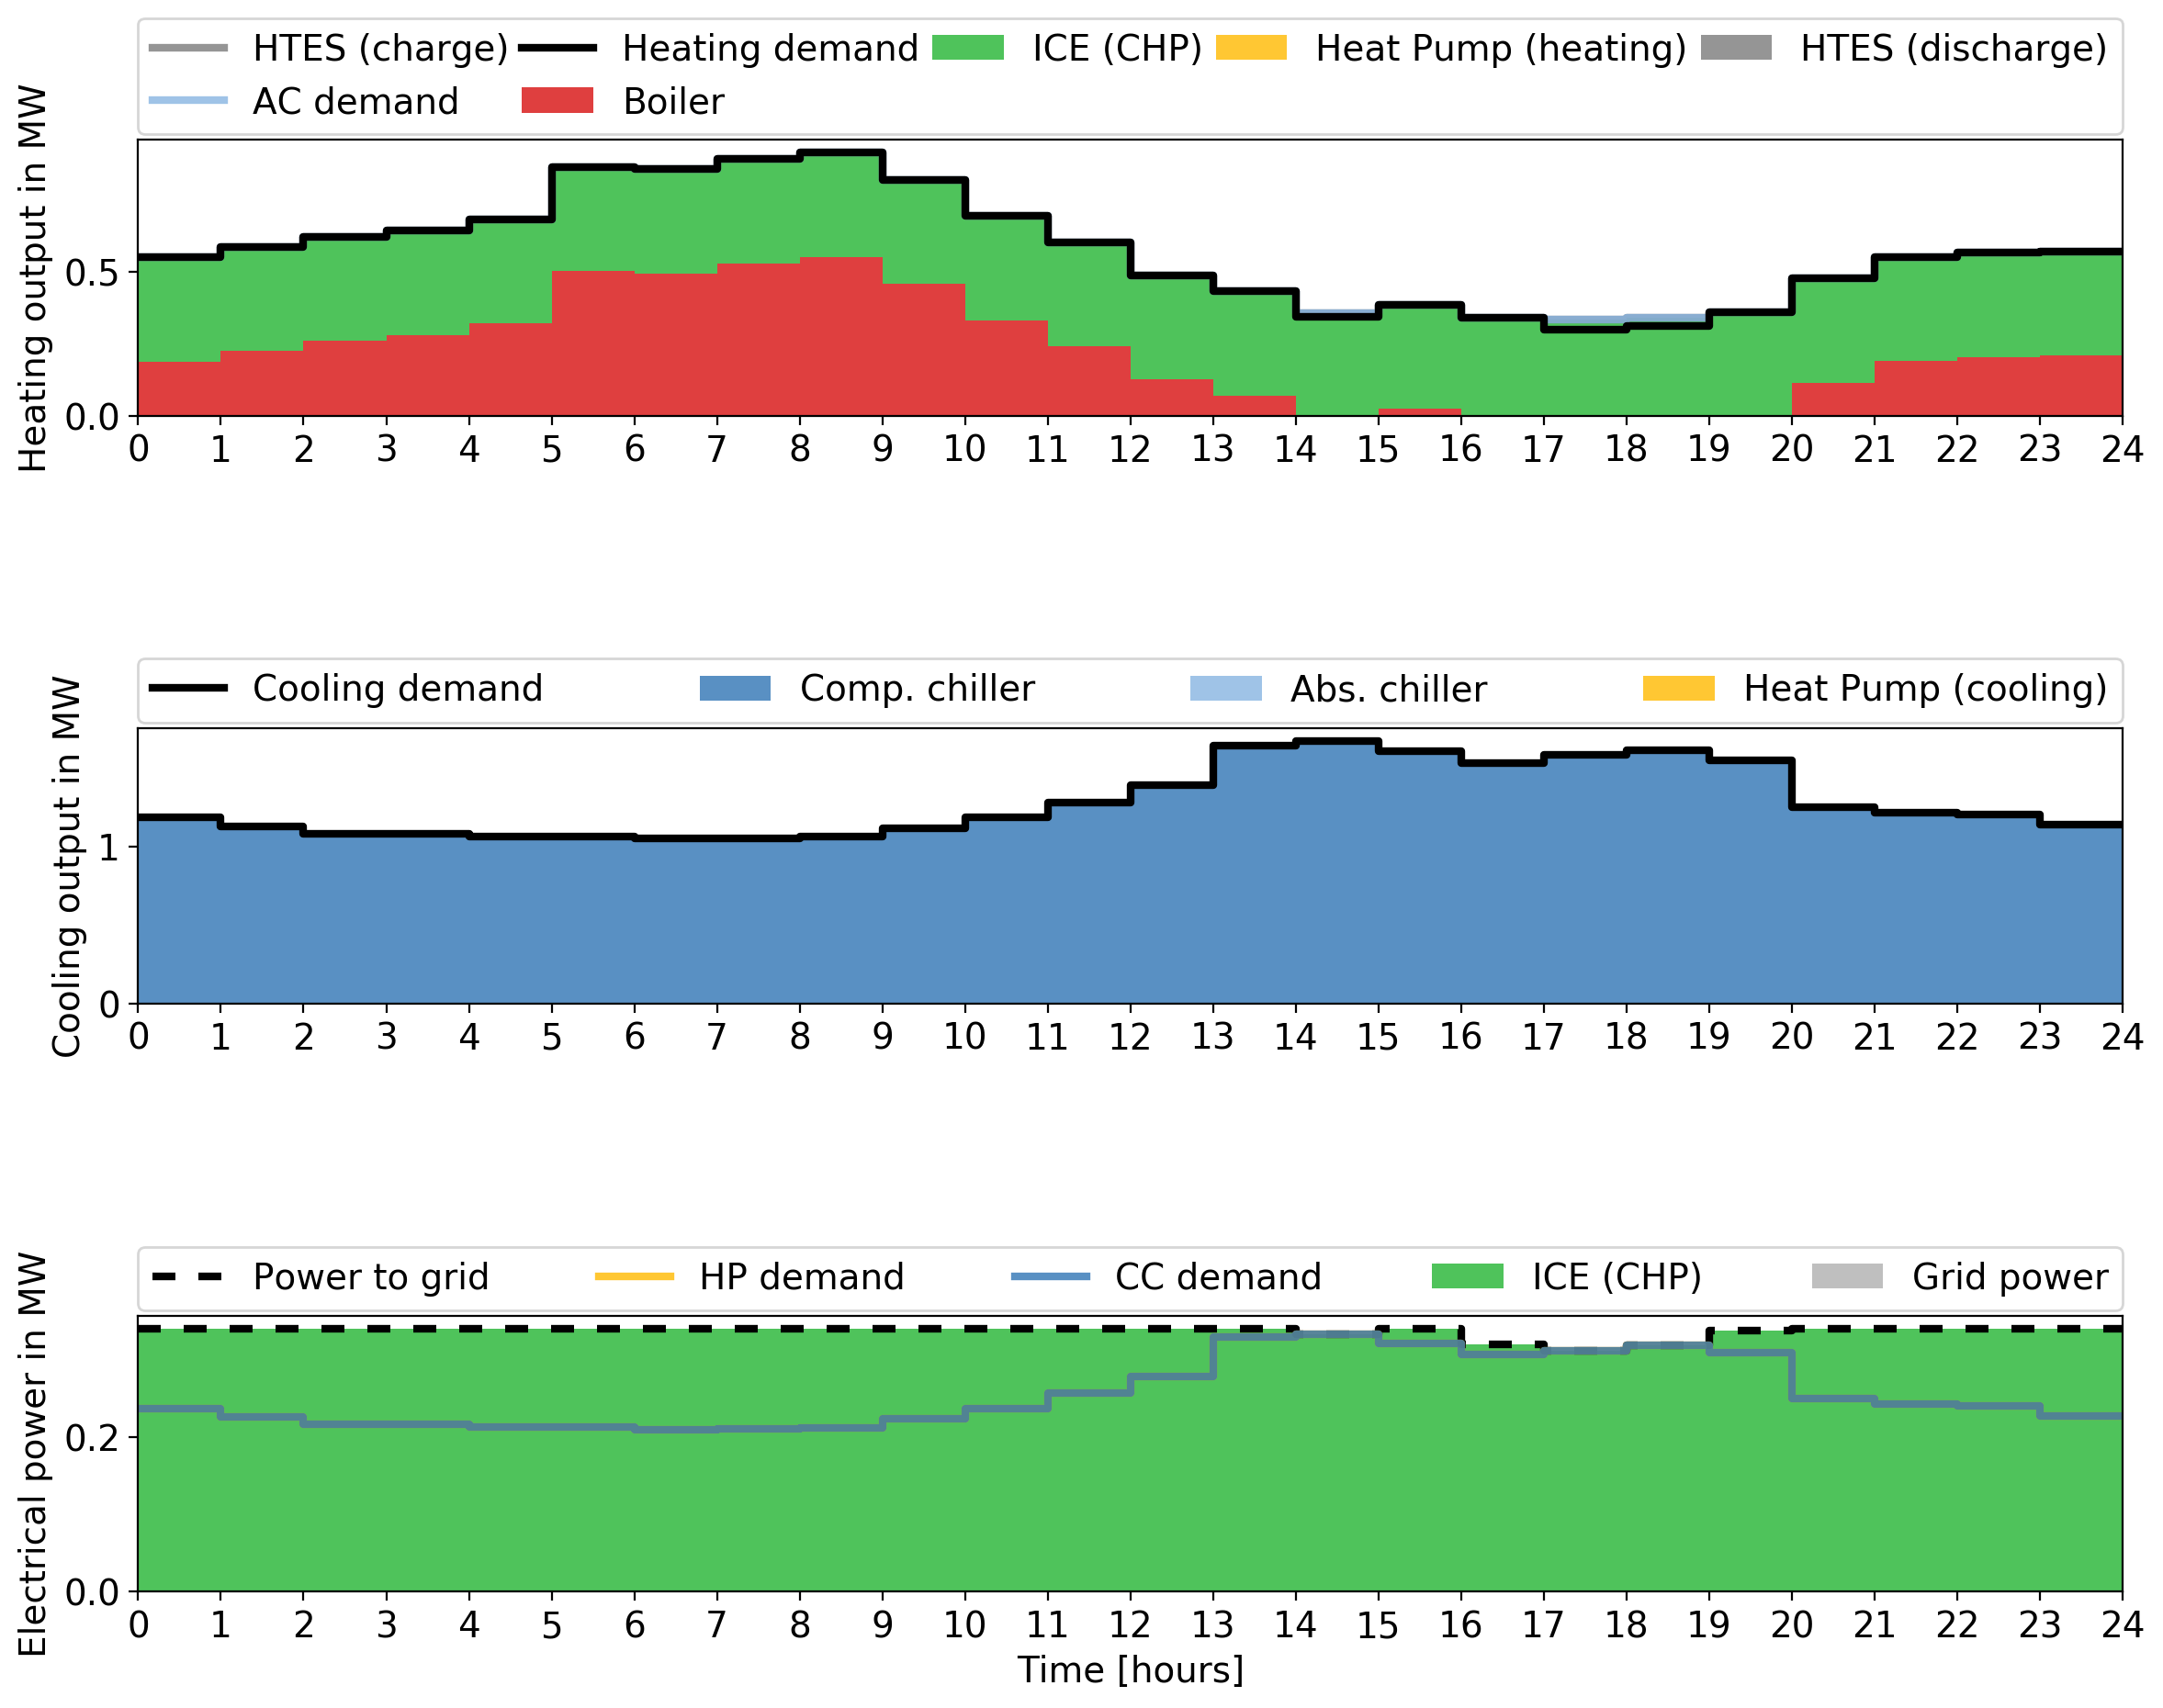 HTES (charge) Heating demand ICE (CHP) Heat Pump (heating) HTES (discharge)
AC demand Boiler
Heating output in MW
0.5
0.0
0 1 2 3 4 5 6 7 8 9 10 11 12 13 14 15 16 17 18 19 20 21 22 23 24
Cooling demand Comp. chiller Abs. chiller Heat Pump (cooling)
Cooling output in MW
1
0
0 1 2 3 4 5 6 7 8 9 10 11 12 13 14 15 16 17 18 19 20 21 22 23 24
Power to grid HP demand CC demand ICE (CHP) Grid power
Electrical power in MW
0.2
0.0
0 1 2 3 4 5 6 7 8 9 10 11 12 13 14 15 16 17 18 19 20 21 22 23 24
Time [hours]